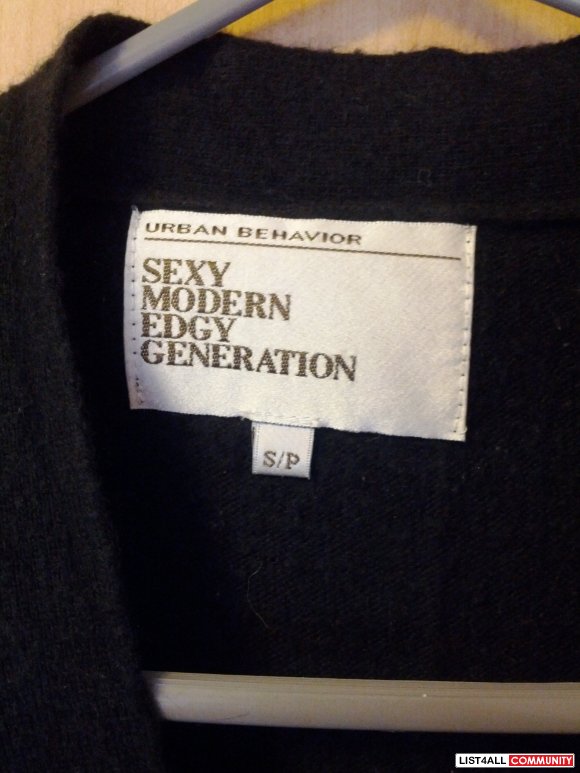 URBAN BEHAVIOR
SEXY
MODERN
EDGY
GENERATION
S/P
LIST4ALL COMMUNITY